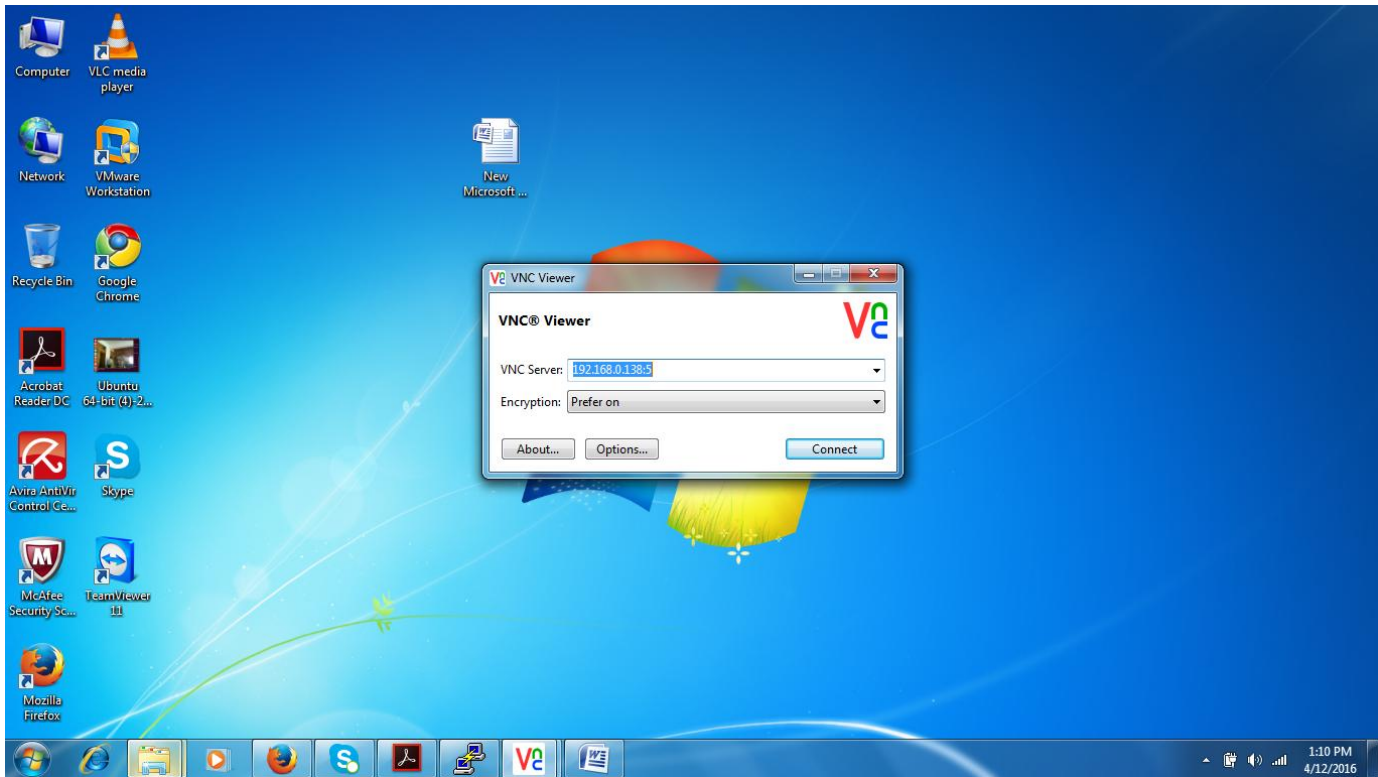 Computer
VLC media
player
Network
VMware
Workstation
New
Microsoft ...
Recycle Bin
Google
Chrome
Acrobat
Reader DC
Ubuntu
64-bit (4)-2...
Avira AntiVir
Control Ce...
Skype
McAfee
Security Sc...
TeamViewer
11
Mozilla
Firefox
VNC Viewer
VNC® Viewer
VNC Server: 192.168.0.138:5
Encryption: Prefer on
About... Options... Connect
1:10 PM
4/12/2016